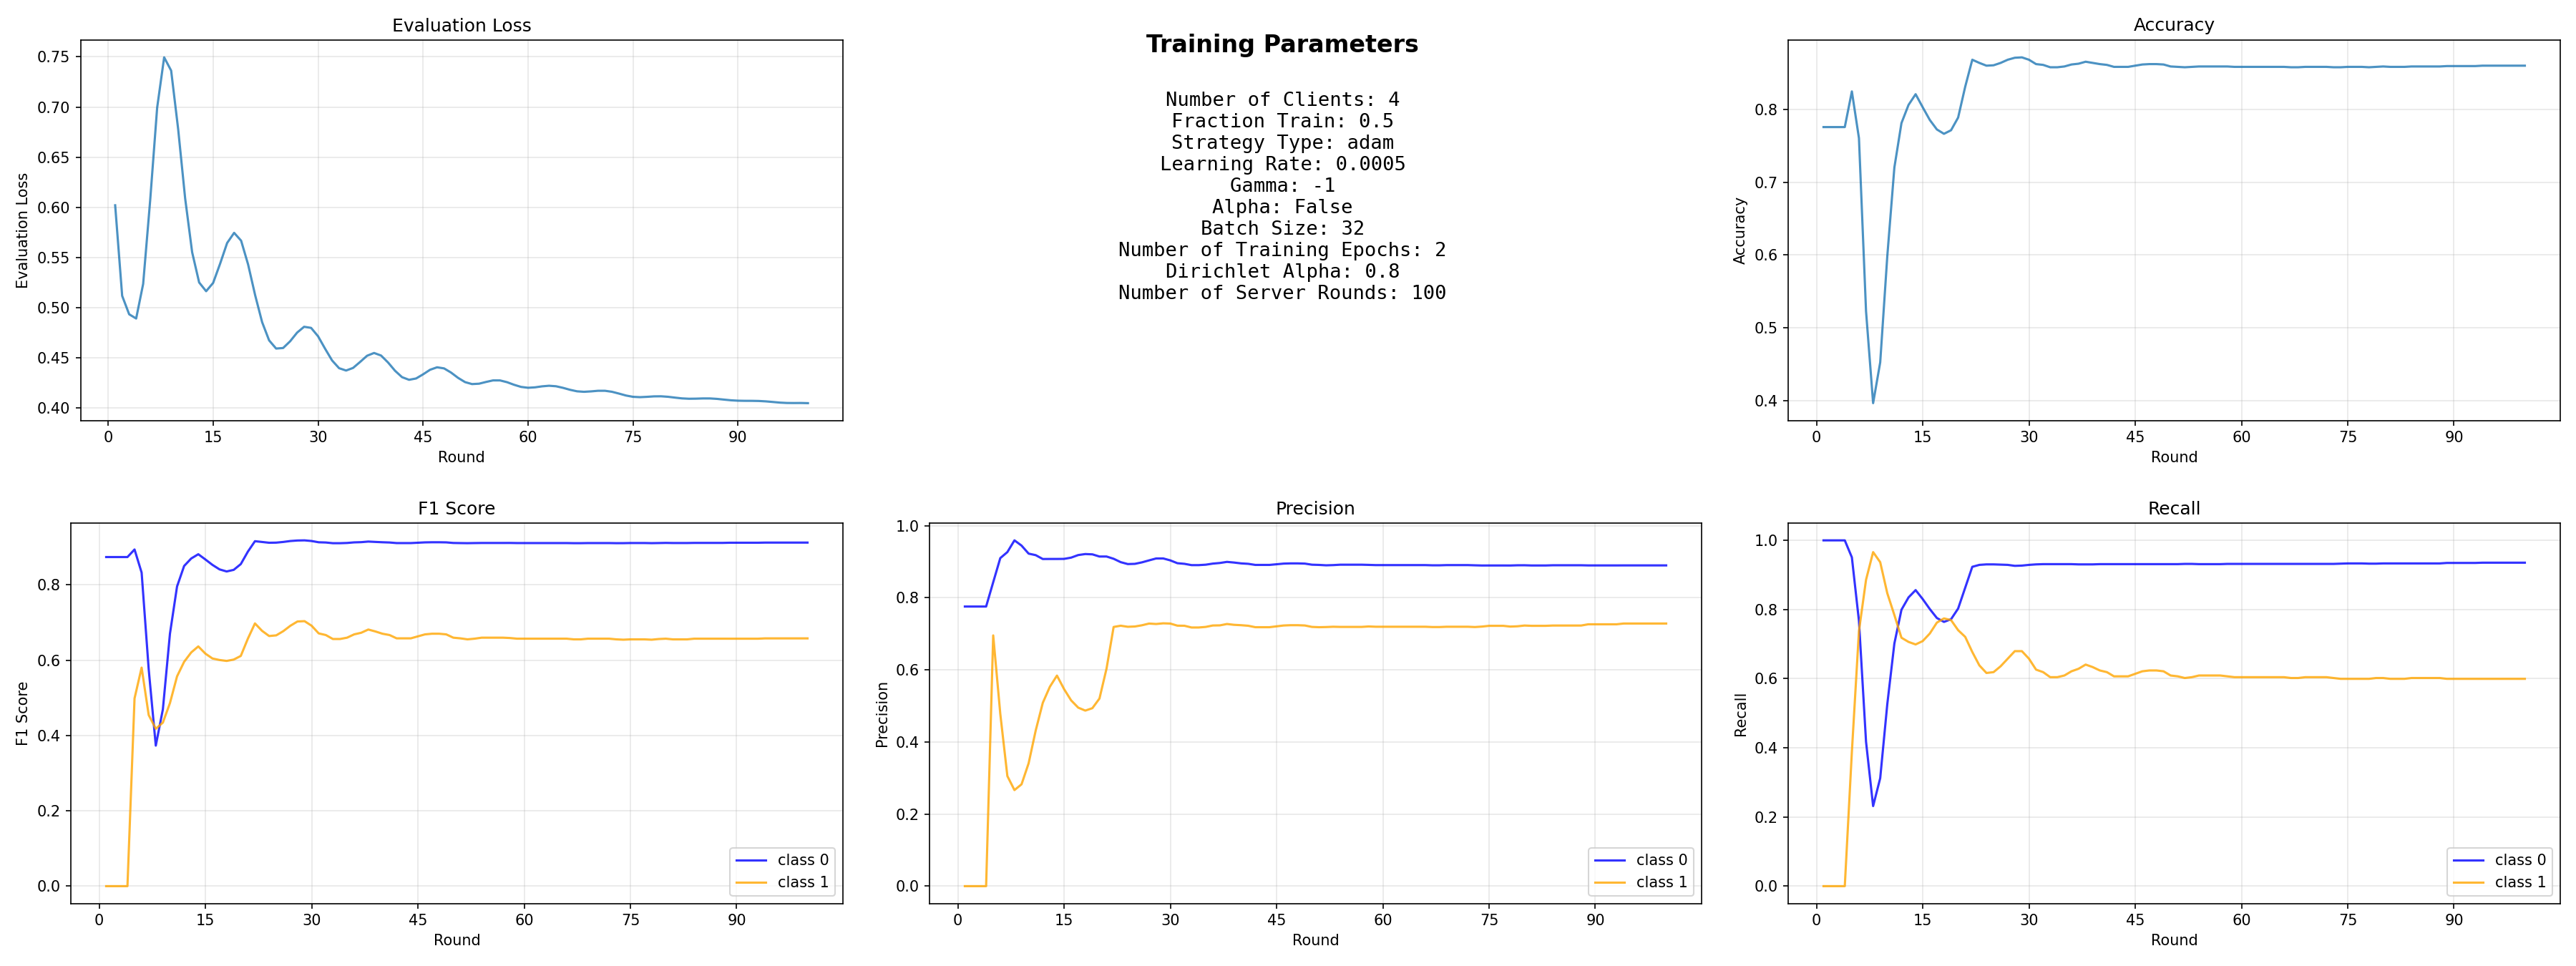 Evaluation Loss
Evaluation Loss
0.75
0.70
0.65
0.60
0.55
0.50
0.45
0.40
0 15 30 45 60 75 90
Round
Training Parameters
Number of Clients: 4
Fraction Train: 0.5
Strategy Type: adam
Learning Rate: 0.0005
Gamma: -1
Alpha: False
Batch Size: 32
Number of Training Epochs: 2
Dirichlet Alpha: 0.8
Number of Server Rounds: 100
Accuracy
Accuracy
0.8
0.7
0.6
0.5
0.4
0 15 30 45 60 75 90
Round
F1 Score
F1 Score
0.8
0.6
0.4
0.2
0.0
class 0
class 1
0 15 30 45 60 75 90
Round
Precision
Precision
1.0
0.8
0.6
0.4
0.2
0.0
class 0
class 1
0 15 30 45 60 75 90
Round
Recall
Recall
1.0
0.8
0.6
0.4
0.2
0.0
class 0
class 1
0 15 30 45 60 75 90
Round